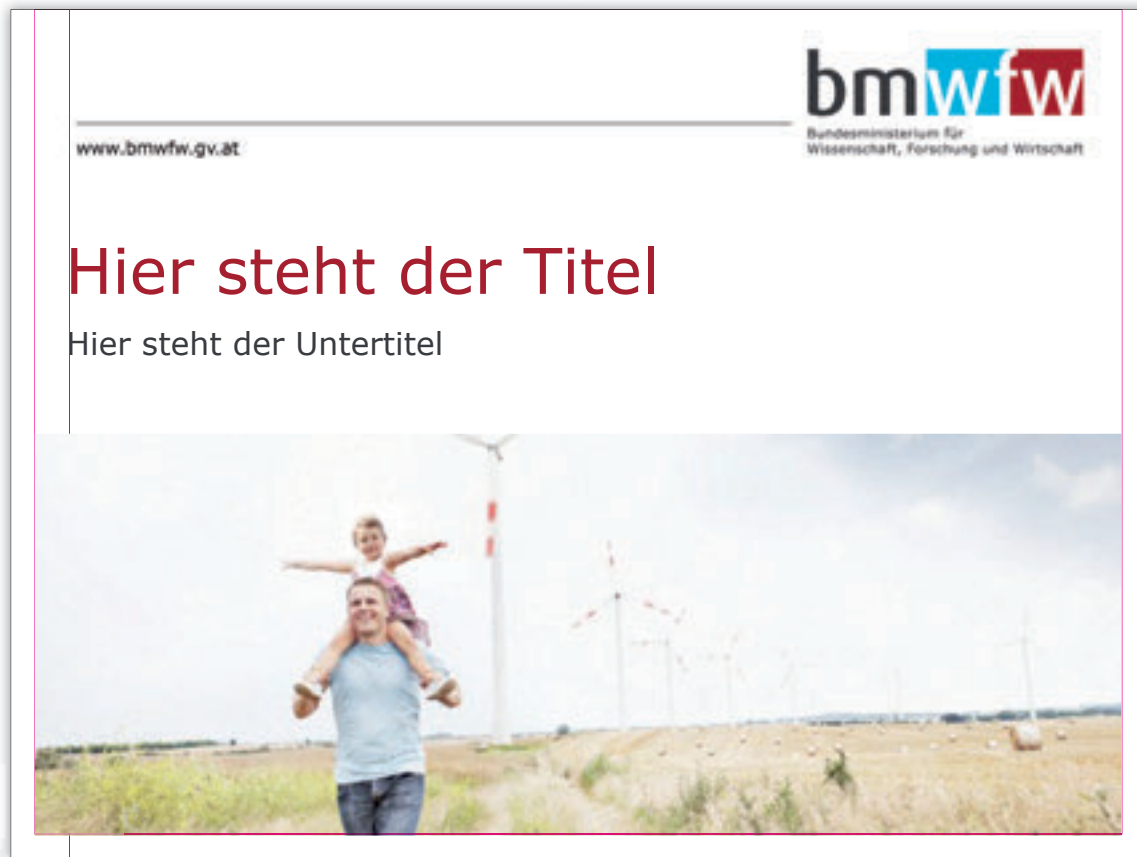 bmwfw
Bundesministerium für
Wissenschaft, Forschung und Wirtschaft
www.bmwfw.gv.at
Hier steht der Titel
Hier steht der Untertitel